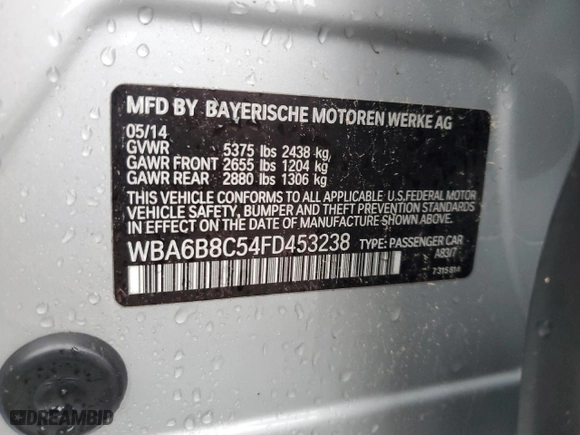 MFD BY BAYERISCHE MOTOREN WERKE AG
05/14
GVWR 5375 lbs 2438 kg
GAWR FRONT 2655 lbs 1204 kg
GAWR REAR 2880 lbs 1306 kg
THIS VEHICLE CONFORMS TO ALL APPLICABLE U.S.FEDERAL MOTOR
VEHICLE SAFETY, BUMPER AND THEFT PREVENTION STANDARDS
IN EFFECT ON THE DATE OF MANUFACTURE SHOWN ABOVE.
WBA6B8C54FD453238 TYPE: PASSENGER CAR
A83/7
DREAMBID